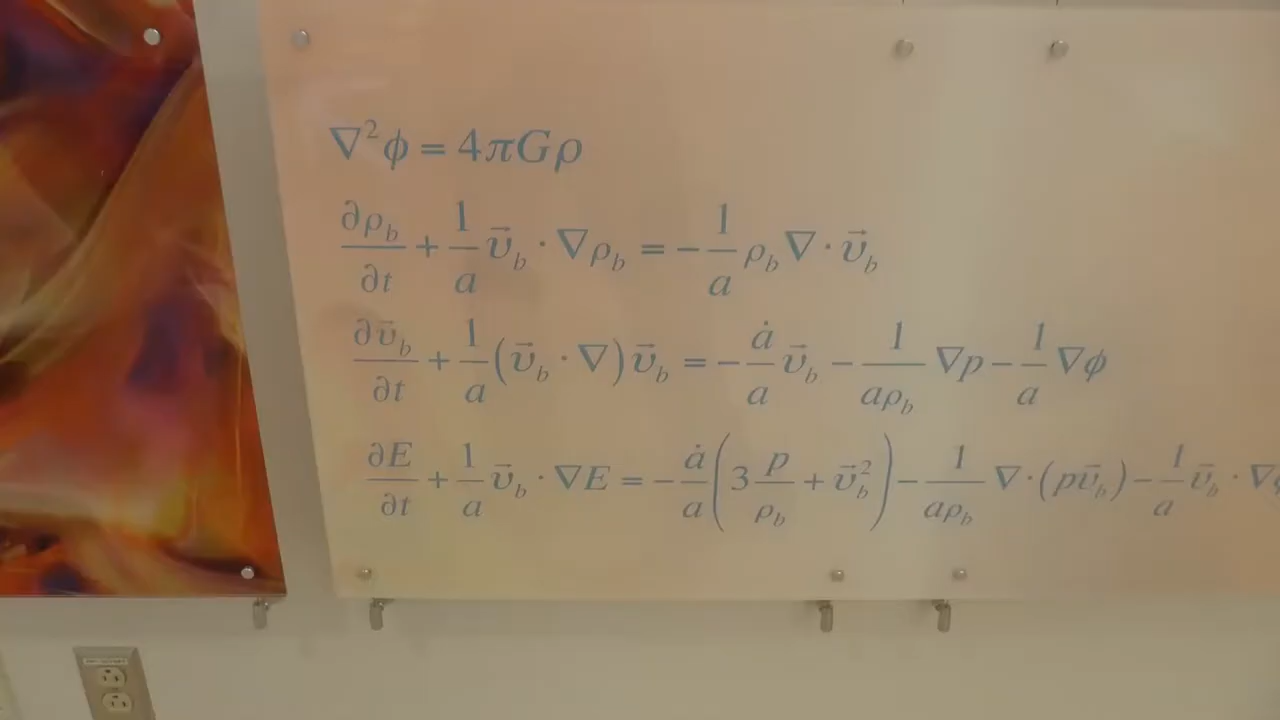 ∇²ϕ = 4πGρ
∂ρ_b/∂t + (1/a) v⃗_b · ∇ρ_b = −(1/a) ρ_b ∇ · v⃗_b
∂v⃗_b/∂t + (1/a)(v⃗_b · ∇) v⃗_b = −(ȧ/a) v⃗_b − (1/(aρ_b)) ∇p − (1/a) ∇ϕ
∂E/∂t + (1/a) v⃗_b · ∇E = −(ȧ/a)(3 p/ρ_b + v⃗_b²) − (1/(aρ_b)) ∇ · (p v⃗_b) − (1/a) v⃗_b · ∇ϕ